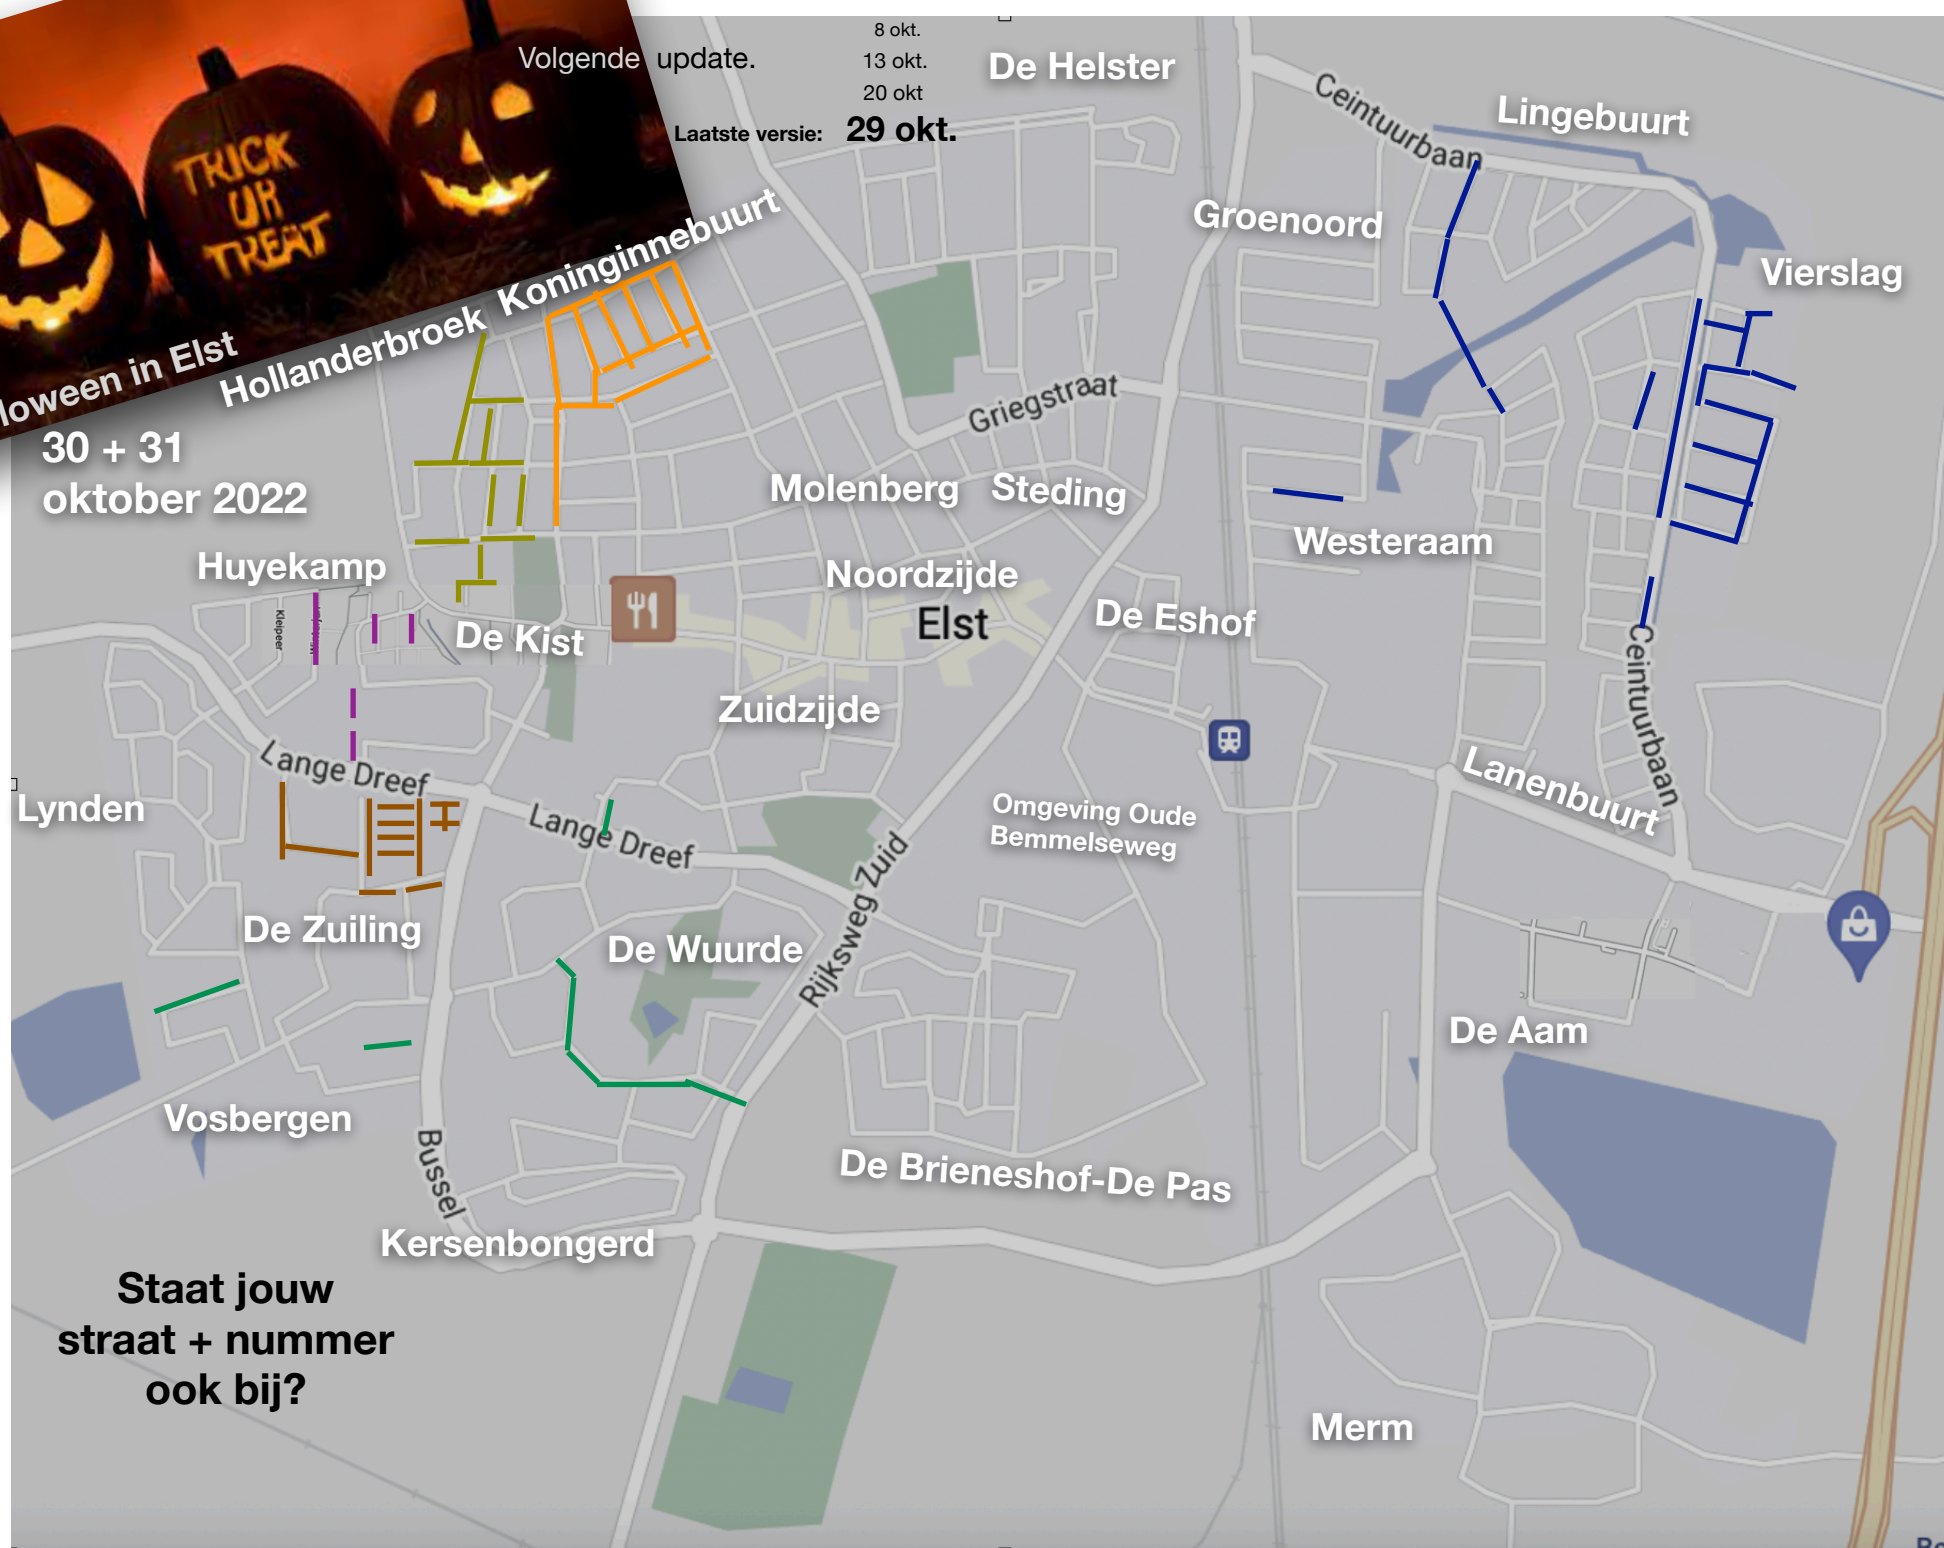 Volgende update.
8 okt.
13 okt.
20 okt
Laatste versie: 29 okt.
TRICK
UR
TREAT
loween in Elst
30 + 31
oktober 2022
Hollanderbroek
Koninginnebuurt
De Helster
Ceintuurbaan
Lingebuurt
Groenoord
Vierslag
Griegstraat
Molenberg
Steding
Westeraam
Huyekamp
Noordzijde
Elst
De Eshof
Kleipeer
De Kist
Zuidzijde
Ceintuurbaan
Lange Dreef
Lynden
Lange Dreef
Omgeving Oude
Bemmelseweg
Lanenbuurt
De Zuiling
De Wuurde
Rijksweg Zuid
De Aam
Vosbergen
Bussel
De Brieneshof-De Pas
Kersenbongerd
Staat jouw
straat + nummer
ook bij?
Merm